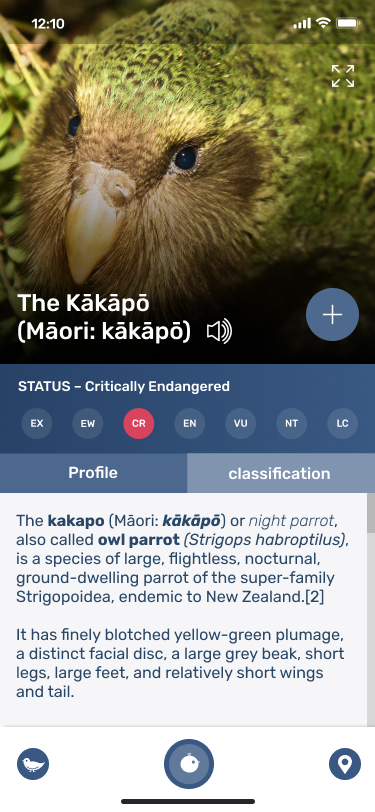 12:10
The Kākāpō
(Māori: kākāpō)
STATUS – Critically Endangered
EX EW CR EN VU NT LC
Profile classification
The kakapo (Māori: kākāpō) or night parrot,
also called owl parrot (Strigops habroptilus),
is a species of large, flightless, nocturnal,
ground-dwelling parrot of the super-family
Strigopoidea, endemic to New Zealand.[2]
It has finely blotched yellow-green plumage,
a distinct facial disc, a large grey beak, short
legs, large feet, and relatively short wings
and tail.